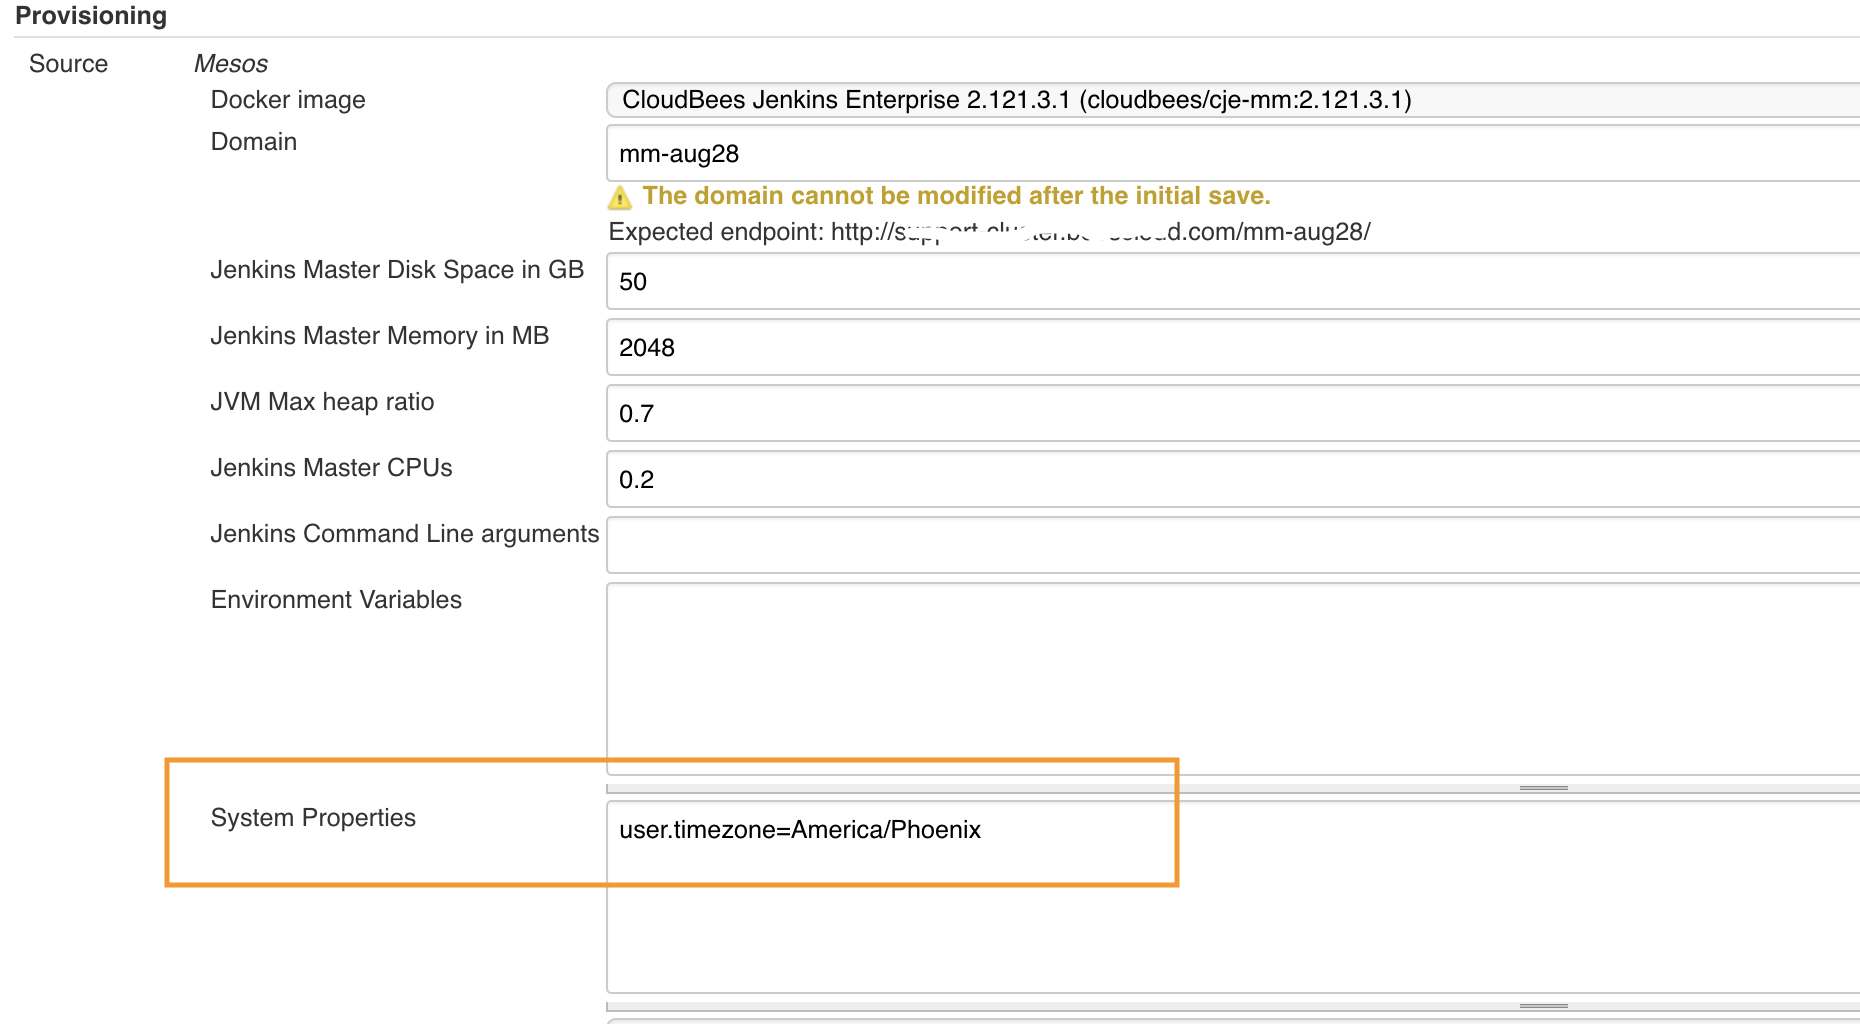 Provisioning
Source
Mesos
Docker image
CloudBees Jenkins Enterprise 2.121.3.1 (cloudbees/cje-mm:2.121.3.1)
Domain
mm-aug28
The domain cannot be modified after the initial save.
Expected endpoint: http:// .com/mm-aug28/
Jenkins Master Disk Space in GB
50
Jenkins Master Memory in MB
2048
JVM Max heap ratio
0.7
Jenkins Master CPUs
0.2
Jenkins Command Line arguments
Environment Variables
System Properties
user.timezone=America/Phoenix